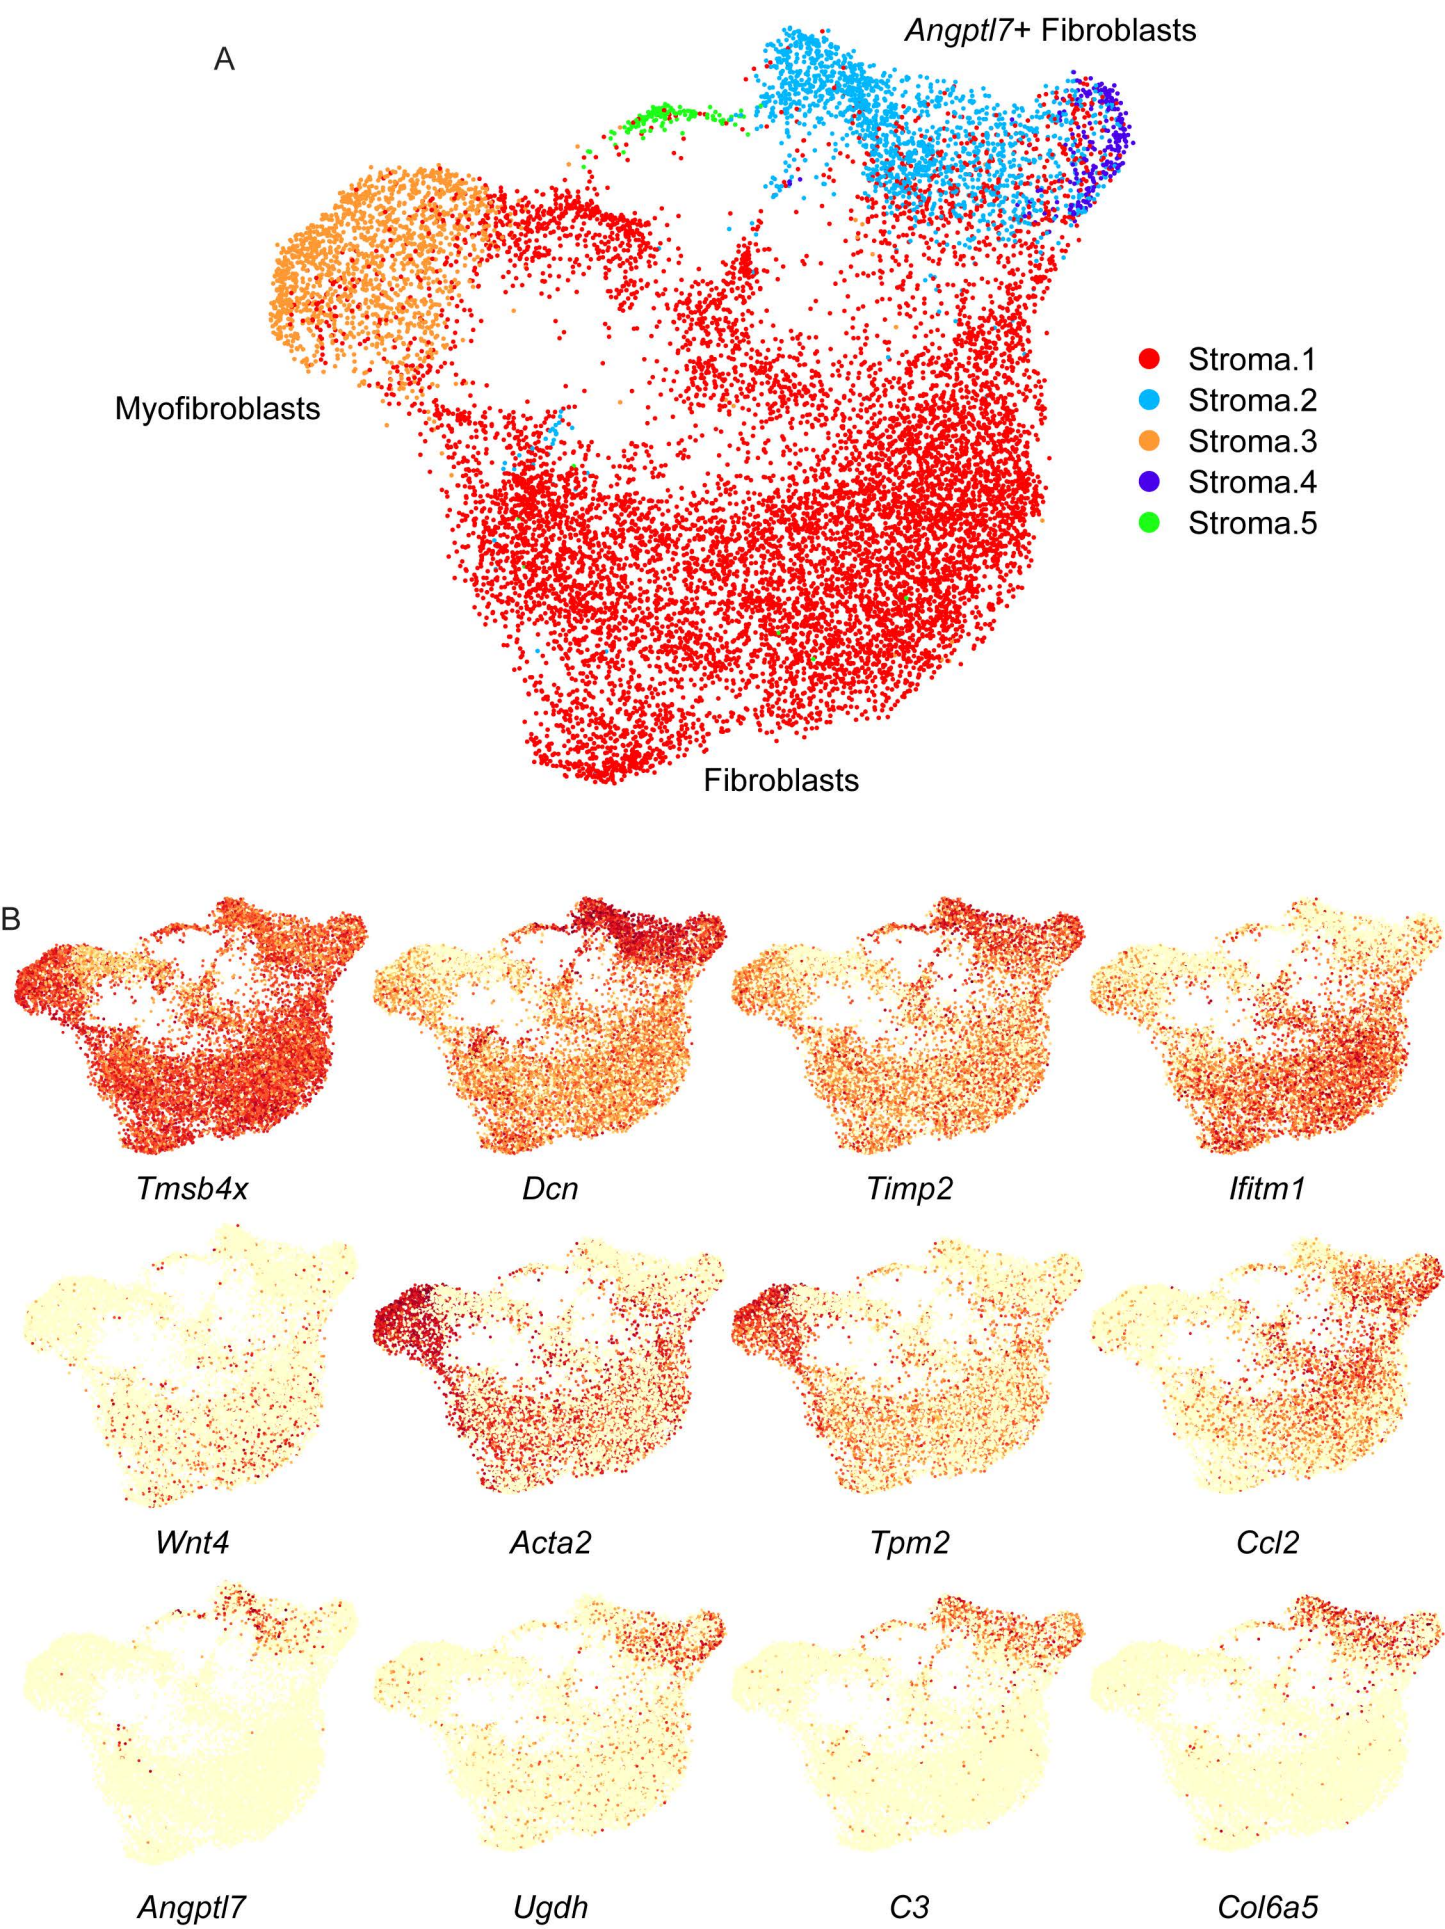 A
Angptl7+ Fibroblasts
Myofibroblasts
Stroma.1
Stroma.2
Stroma.3
Stroma.4
Stroma.5
Fibroblasts
B
Tmsb4x
Dcn
Timp2
Ifitm1
Wnt4
Acta2
Tpm2
Ccl2
Angptl7
Ugdh
C3
Col6a5